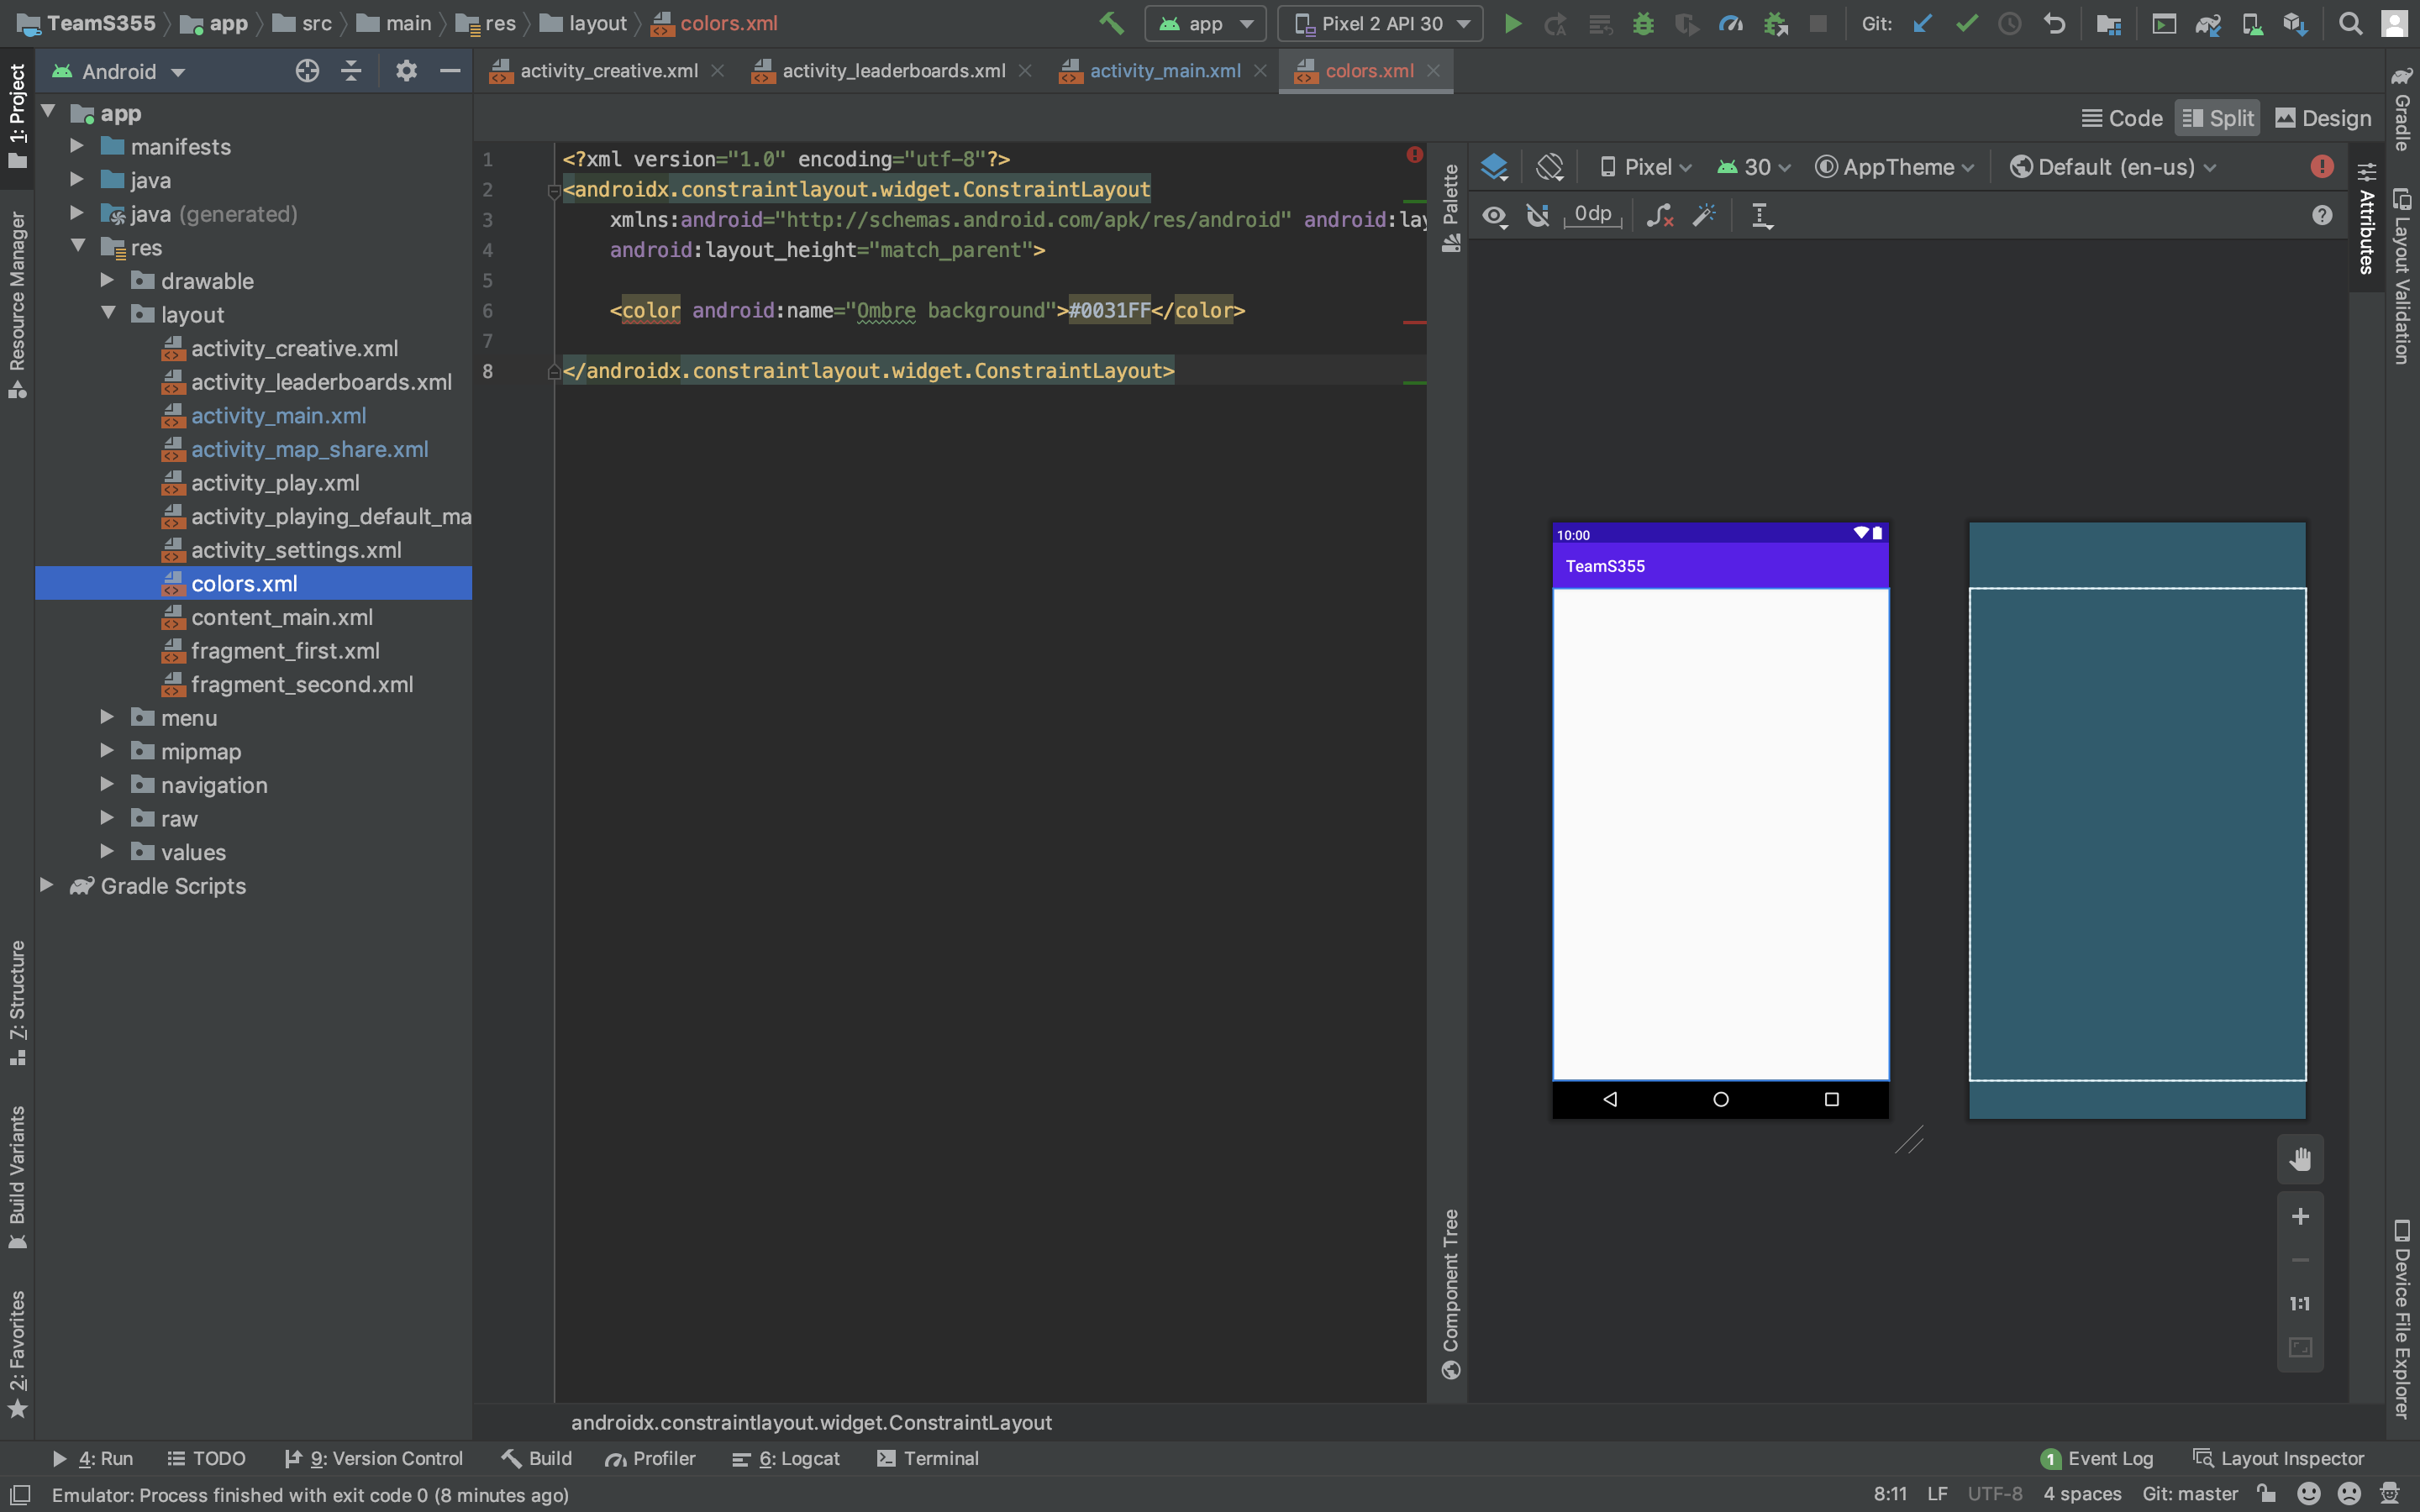 TeamS355 app src main res layout colors.xml app Pixel 2 API 30 Git:
1: Project
Resource Manager
Z: Structure
Build Variants
2: Favorites
Android
app
manifests
java
java (generated)
res
drawable
layout
activity_creative.xml
activity_leaderboards.xml
activity_main.xml
activity_map_share.xml
activity_play.xml
activity_playing_default_ma
activity_settings.xml
colors.xml
content_main.xml
fragment_first.xml
fragment_second.xml
menu
mipmap
navigation
raw
values
Gradle Scripts
activity_creative.xml activity_leaderboards.xml activity_main.xml colors.xml
Code Split Design
1 <?xml version="1.0" encoding="utf-8"?>
2 <androidx.constraintlayout.widget.ConstraintLayout
3 xmlns:android="http://schemas.android.com/apk/res/android" android:lay
4 android:layout_height="match_parent">
5
6 <color android:name="Ombre background">#0031FF</color>
7
8 </androidx.constraintlayout.widget.ConstraintLayout>
androidx.constraintlayout.widget.ConstraintLayout
Palette
Component Tree
Pixel 30 AppTheme Default (en-us)
0dp
10:00
TeamS355
1:1
Attributes
Gradle
Layout Validation
Device File Explorer
4: Run TODO 9: Version Control Build Profiler 6: Logcat Terminal 1 Event Log Layout Inspector
Emulator: Process finished with exit code 0 (8 minutes ago) 8:11 LF UTF-8 4 spaces Git: master